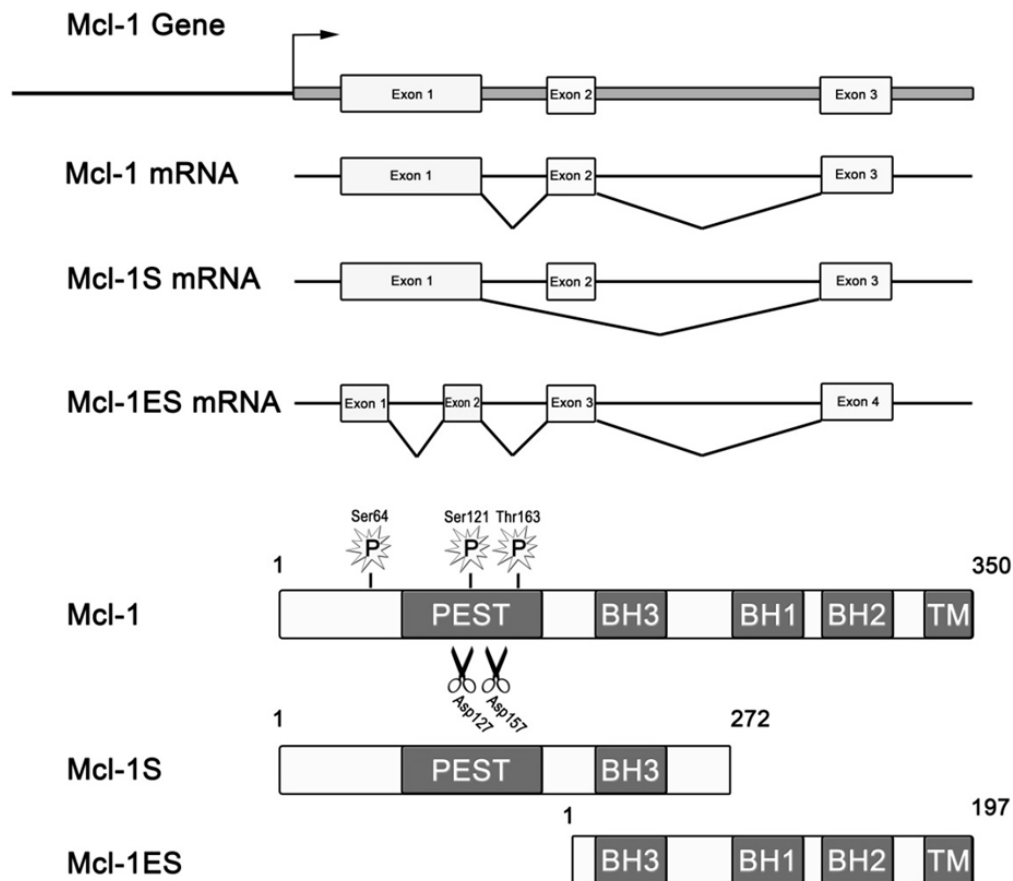 Mcl-1 Gene
Exon 1 Exon 2 Exon 3
Mcl-1 mRNA Exon 1 Exon 2 Exon 3
Mcl-1S mRNA Exon 1 Exon 2 Exon 3
Mcl-1ES mRNA Exon 1 Exon 2 Exon 3 Exon 4
Ser64 Ser121 Thr163
P P P
1 350
Mcl-1 PEST BH3 BH1 BH2 TM
Asp127 Asp157
1 272
Mcl-1S PEST BH3
1 197
Mcl-1ES BH3 BH1 BH2 TM